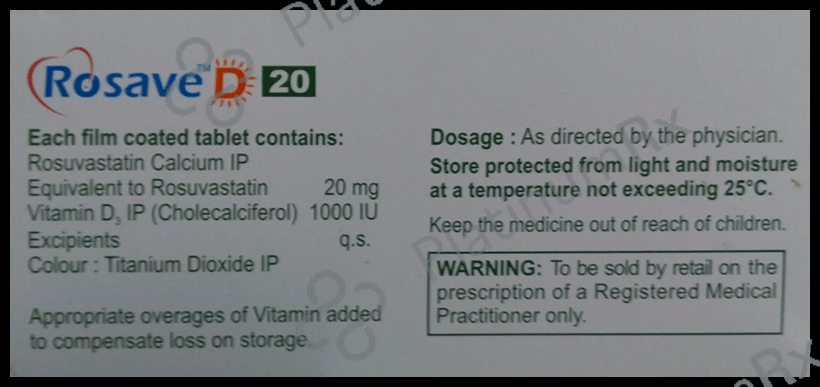 Rosave™ D 20
Each film coated tablet contains:
Rosuvastatin Calcium IP
Equivalent to Rosuvastatin 20 mg
Vitamin D3 IP (Cholecalciferol) 1000 IU
Excipients q.s.
Colour : Titanium Dioxide IP
Appropriate overages of Vitamin added
to compensate loss on storage.
Dosage : As directed by the physician.
Store protected from light and moisture
at a temperature not exceeding 25°C.
Keep the medicine out of reach of children.
WARNING: To be sold by retail on the
prescription of a Registered Medical
Practitioner only.
PlatinumRx